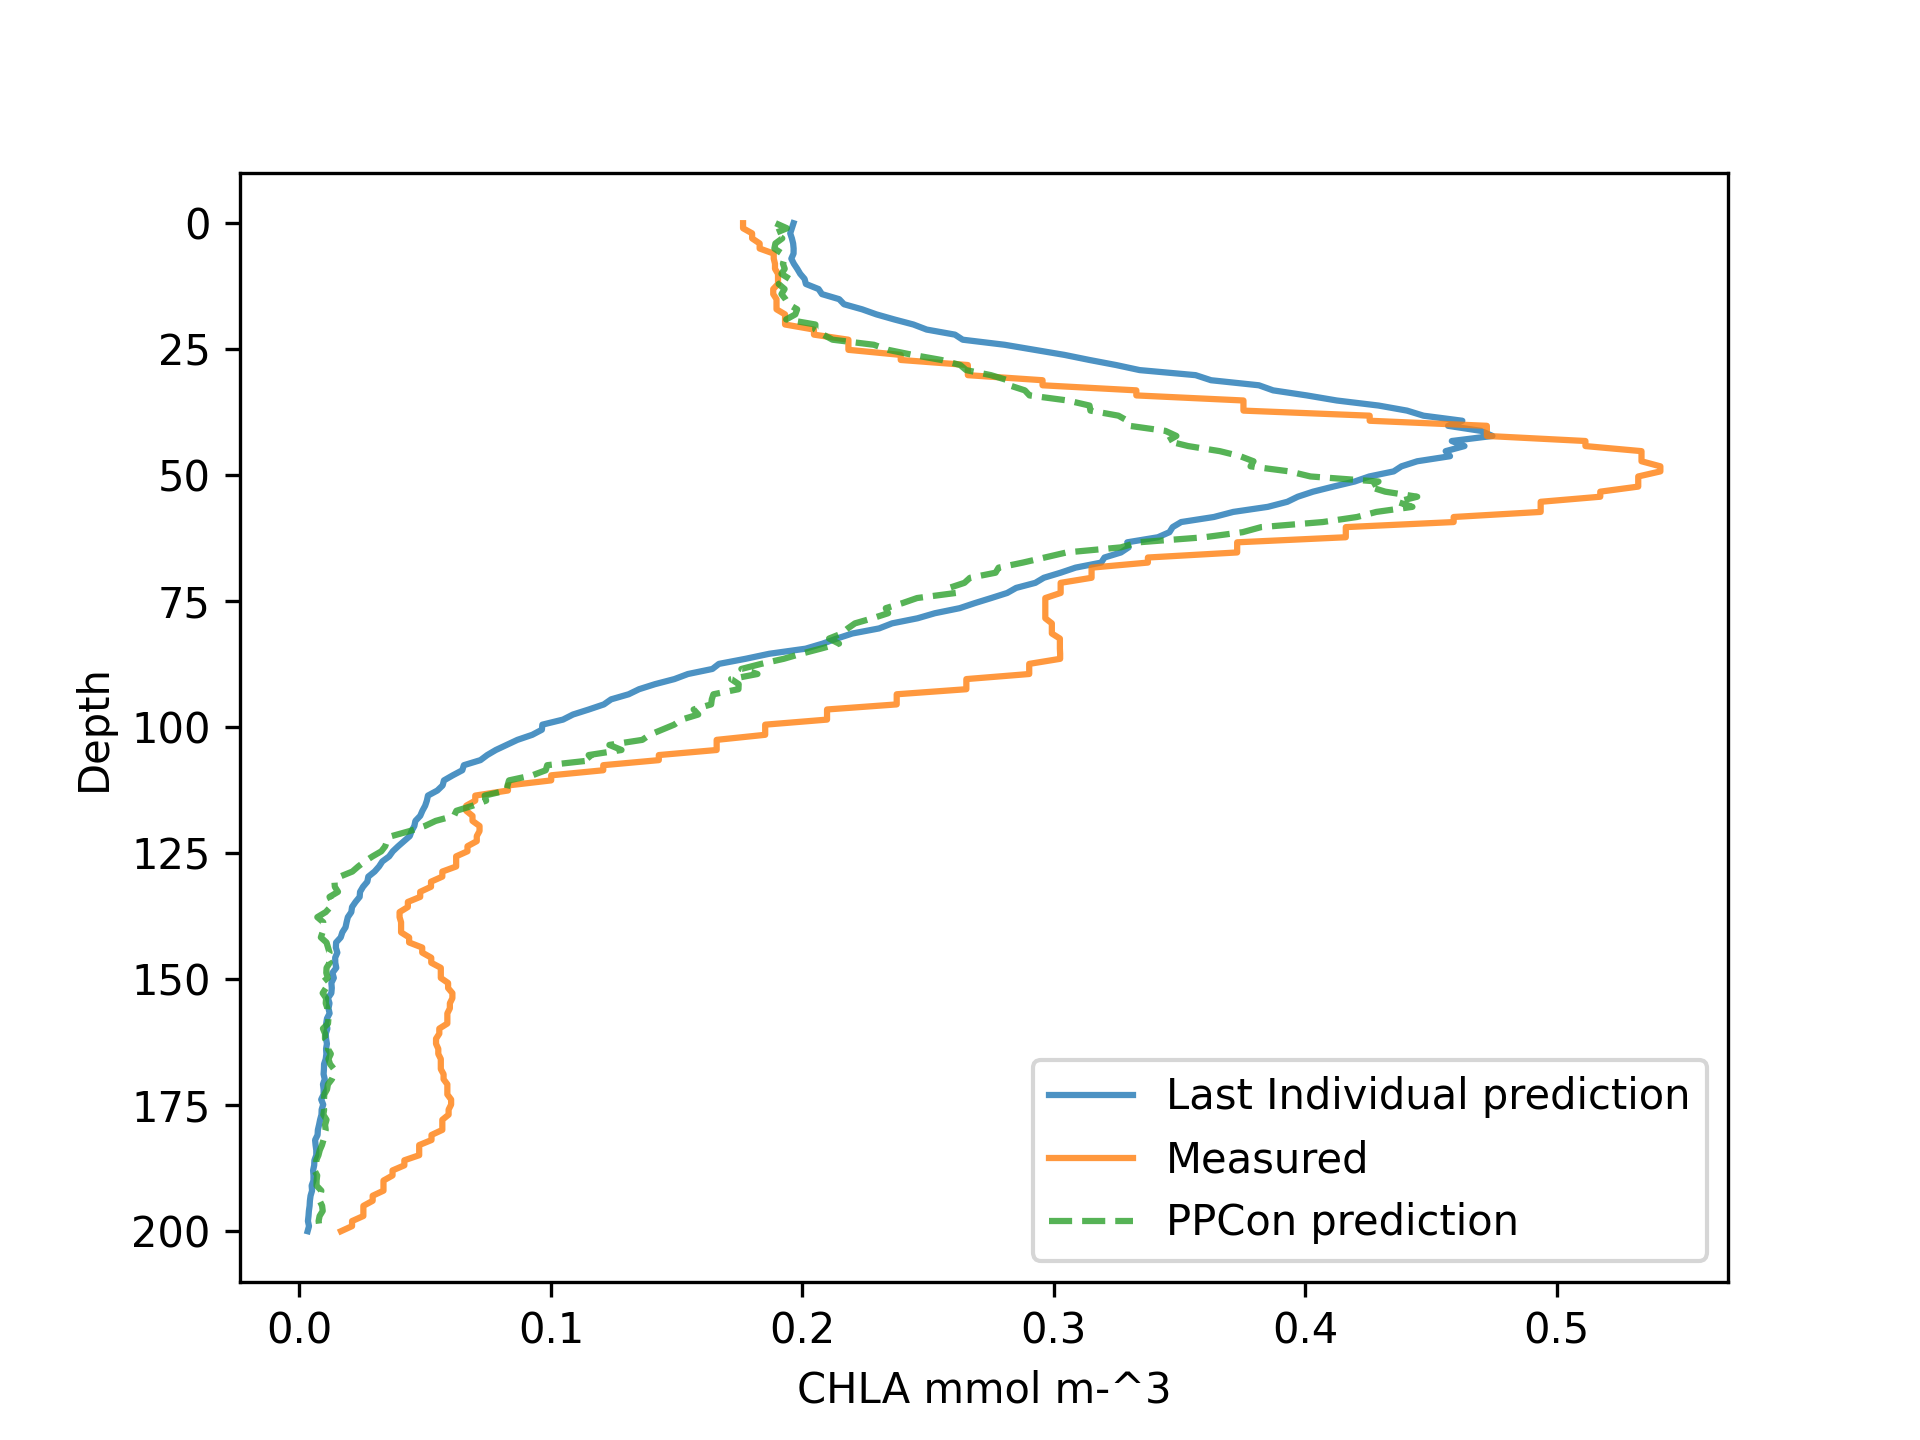 0
25
50
75
100
125
150
175
200
Depth
0.0 0.1 0.2 0.3 0.4 0.5
CHLA mmol m-^3
Last Individual prediction
Measured
PPCon prediction